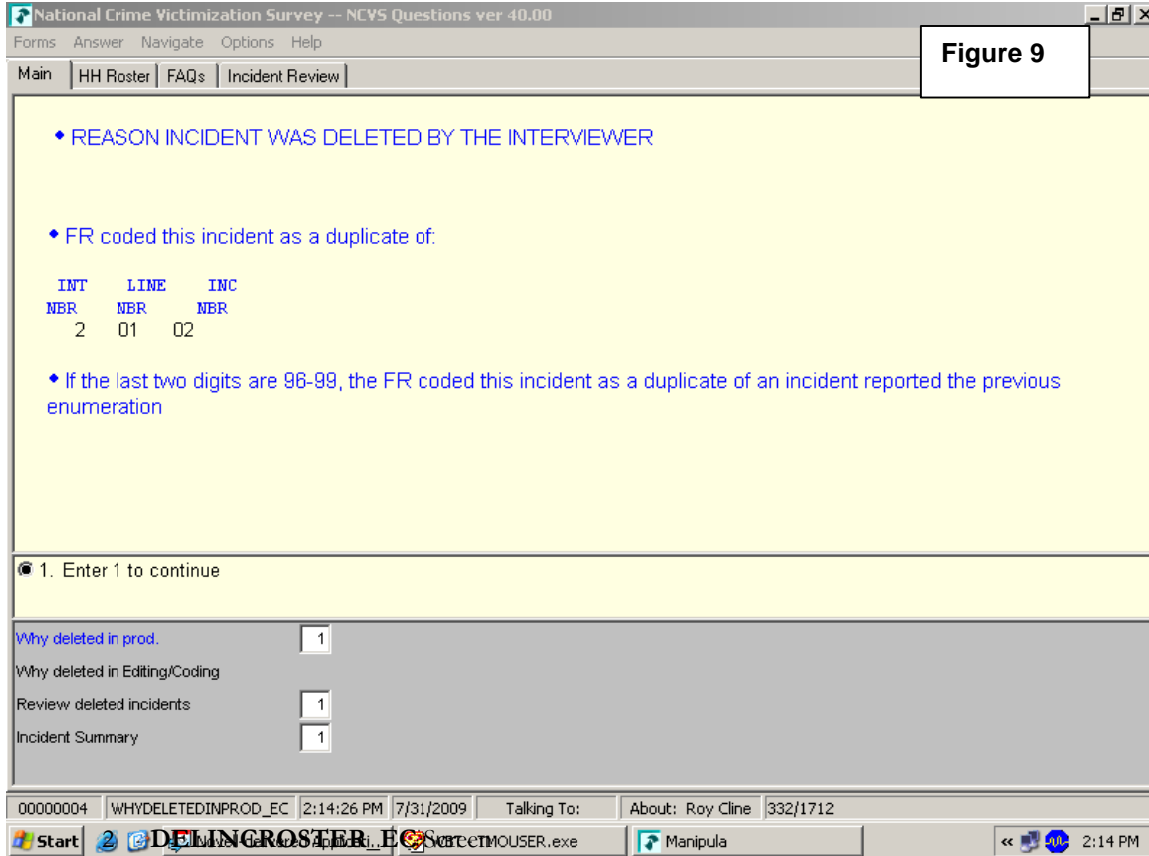 National Crime Victimization Survey -- NCVS Questions ver 40.00
Forms Answer Navigate Options Help
Figure 9
Main HH Roster FAQs Incident Review
• REASON INCIDENT WAS DELETED BY THE INTERVIEWER
• FR coded this incident as a duplicate of:
INT LINE INC
NBR NBR NBR
2 01 02
• If the last two digits are 96-99, the FR coded this incident as a duplicate of an incident reported the previous
enumeration
1. Enter 1 to continue
Why deleted in prod. 1
Why deleted in Editing/Coding
Review deleted incidents 1
Incident Summary 1
00000004 WHYDELETEDINPROD_EC 2:14:26 PM 7/31/2009 Talking To: About: Roy Cline 332/1712
Start 2 DELINCROSTER_EC Screen MOUSER.exe Manipula « 2:14 PM